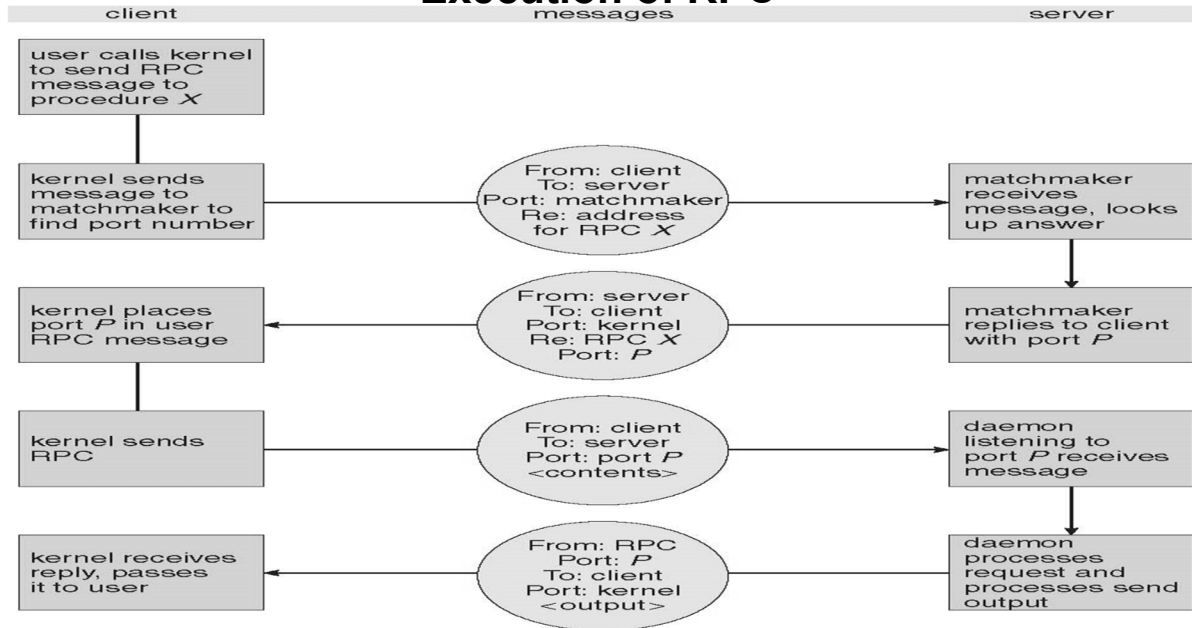 Execution of RPC
client
messages
server
user calls kernel
to send RPC
message to
procedure X
kernel sends
message to
matchmaker to
find port number
From: client
To: server
Port: matchmaker
Re: address
for RPC X
matchmaker
receives
message, looks
up answer
kernel places
port P in user
RPC message
From: server
To: client
Port: kernel
Re: RPC X
Port: P
matchmaker
replies to client
with port P
kernel sends
RPC
From: client
To: server
Port: port P
<contents>
daemon
listening to
port P receives
message
kernel receives
reply, passes
it to user
From: RPC
Port: P
To: client
Port: kernel
<output>
daemon
processes
request and
processes send
output